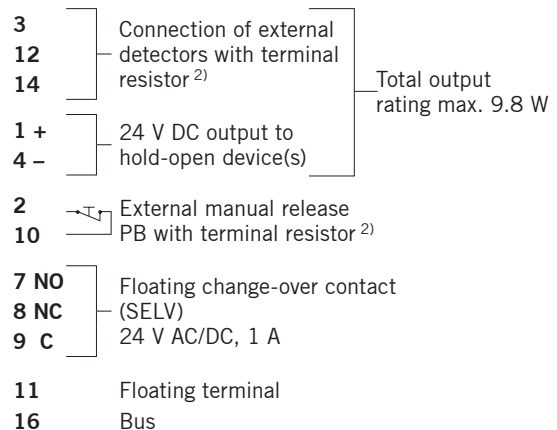 3
12
14
Connection of external
detectors with terminal
resistor 2)
1 +
4 –
24 V DC output to
hold-open device(s)
Total output
rating max. 9.8 W
2
10
External manual release
PB with terminal resistor 2)
7 NO
8 NC
9 C
Floating change-over contact
(SELV)
24 V AC/DC, 1 A
11 Floating terminal
16 Bus